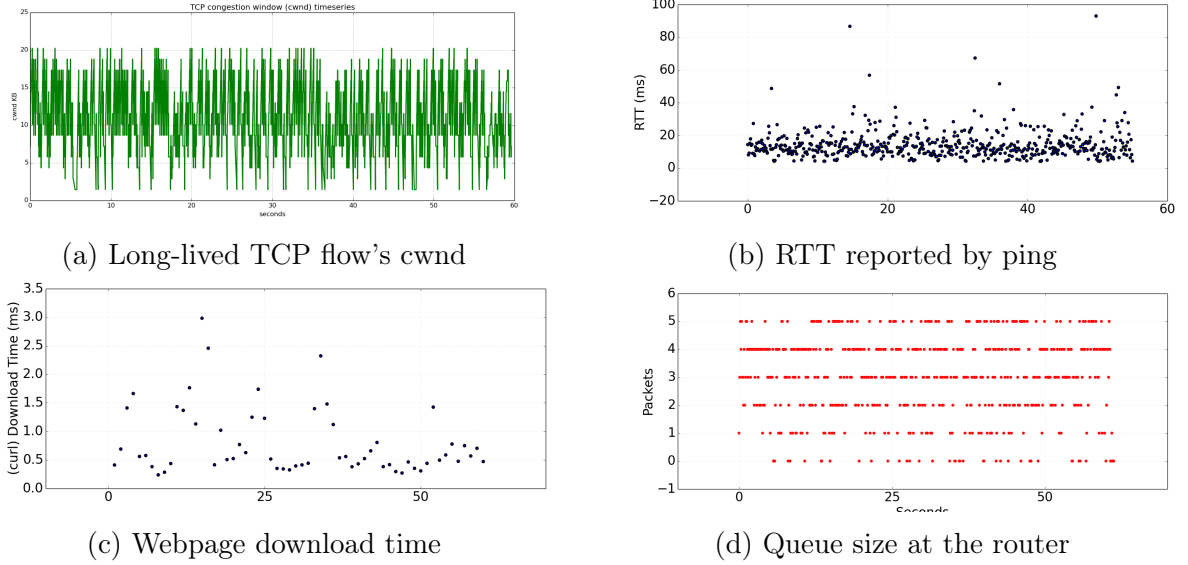 TCP congestion window (cwnd) timeseries
25
20
15
10
5
0
cwnd KB
0 10 20 30 40 50 60
seconds
(a) Long-lived TCP flow's cwnd
100
80
60
40
20
0
−20
RTT (ms)
0 20 40 60
(b) RTT reported by ping
3.5
3.0
2.5
2.0
1.5
1.0
0.5
0.0
(curl) Download Time (ms)
0 25 50
(c) Webpage download time
6
5
4
3
2
1
0
−1
Packets
0 50
Seconds
(d) Queue size at the router